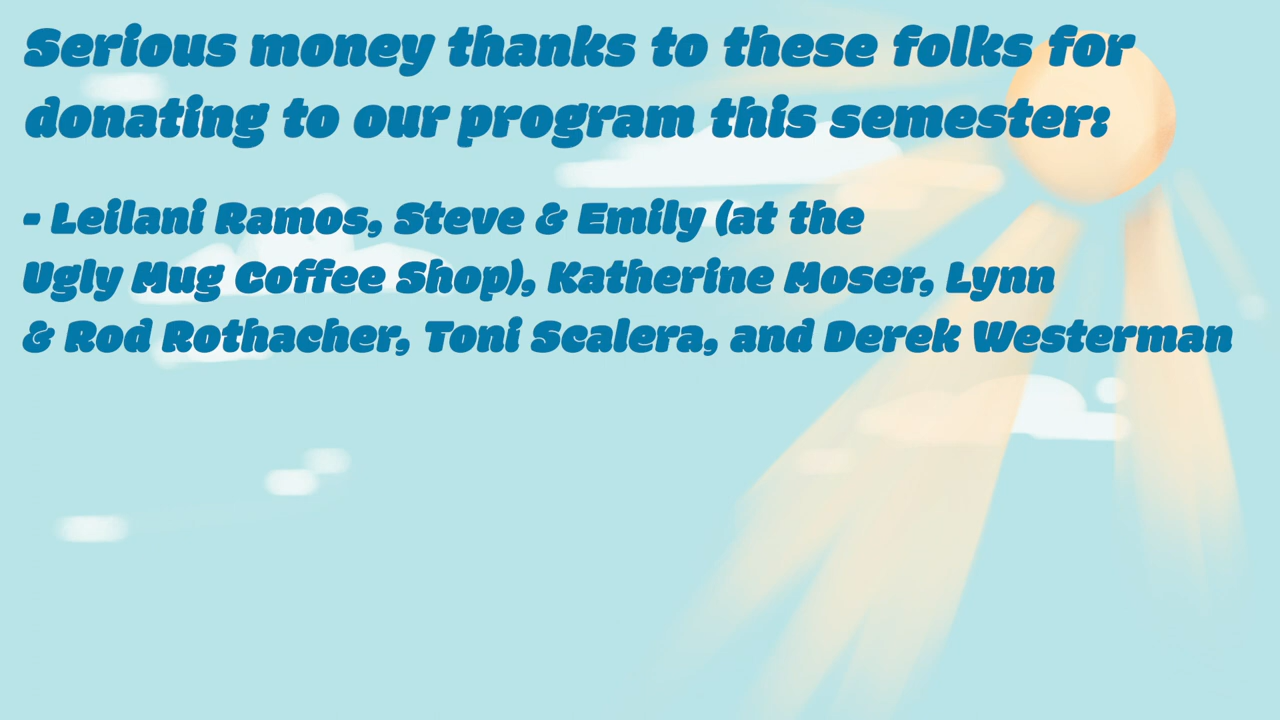 Serious money thanks to these folks for
donating to our program this semester:
- Leilani Ramos, Steve & Emily (at the
Ugly Mug Coffee Shop), Katherine Moser, Lynn
& Rod Rothacher, Toni Scalera, and Derek Westerman